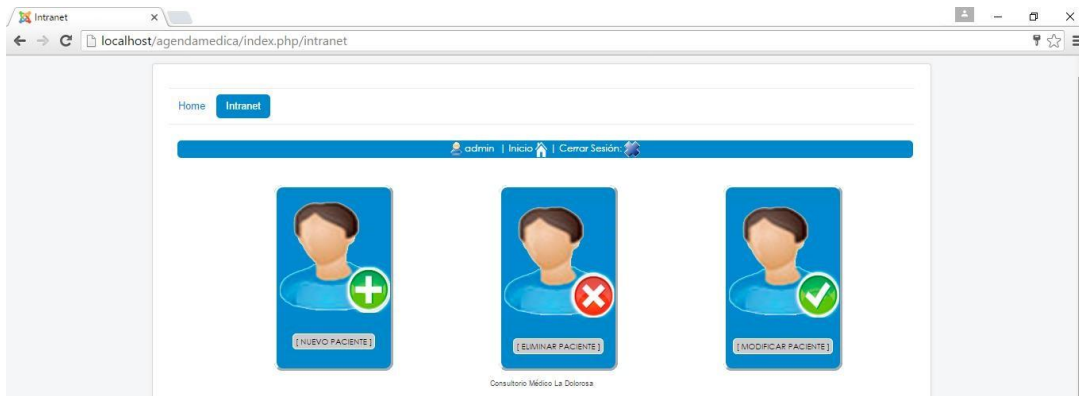 Intranet
localhost/agendamedica/index.php/intranet
Home Intranet
admin | Inicio | Cerrar Sesión:
[ NUEVO PACIENTE ] [ ELIMINAR PACIENTE ] [ MODIFICAR PACIENTE ]
Consultorio Médico La Dolorosa